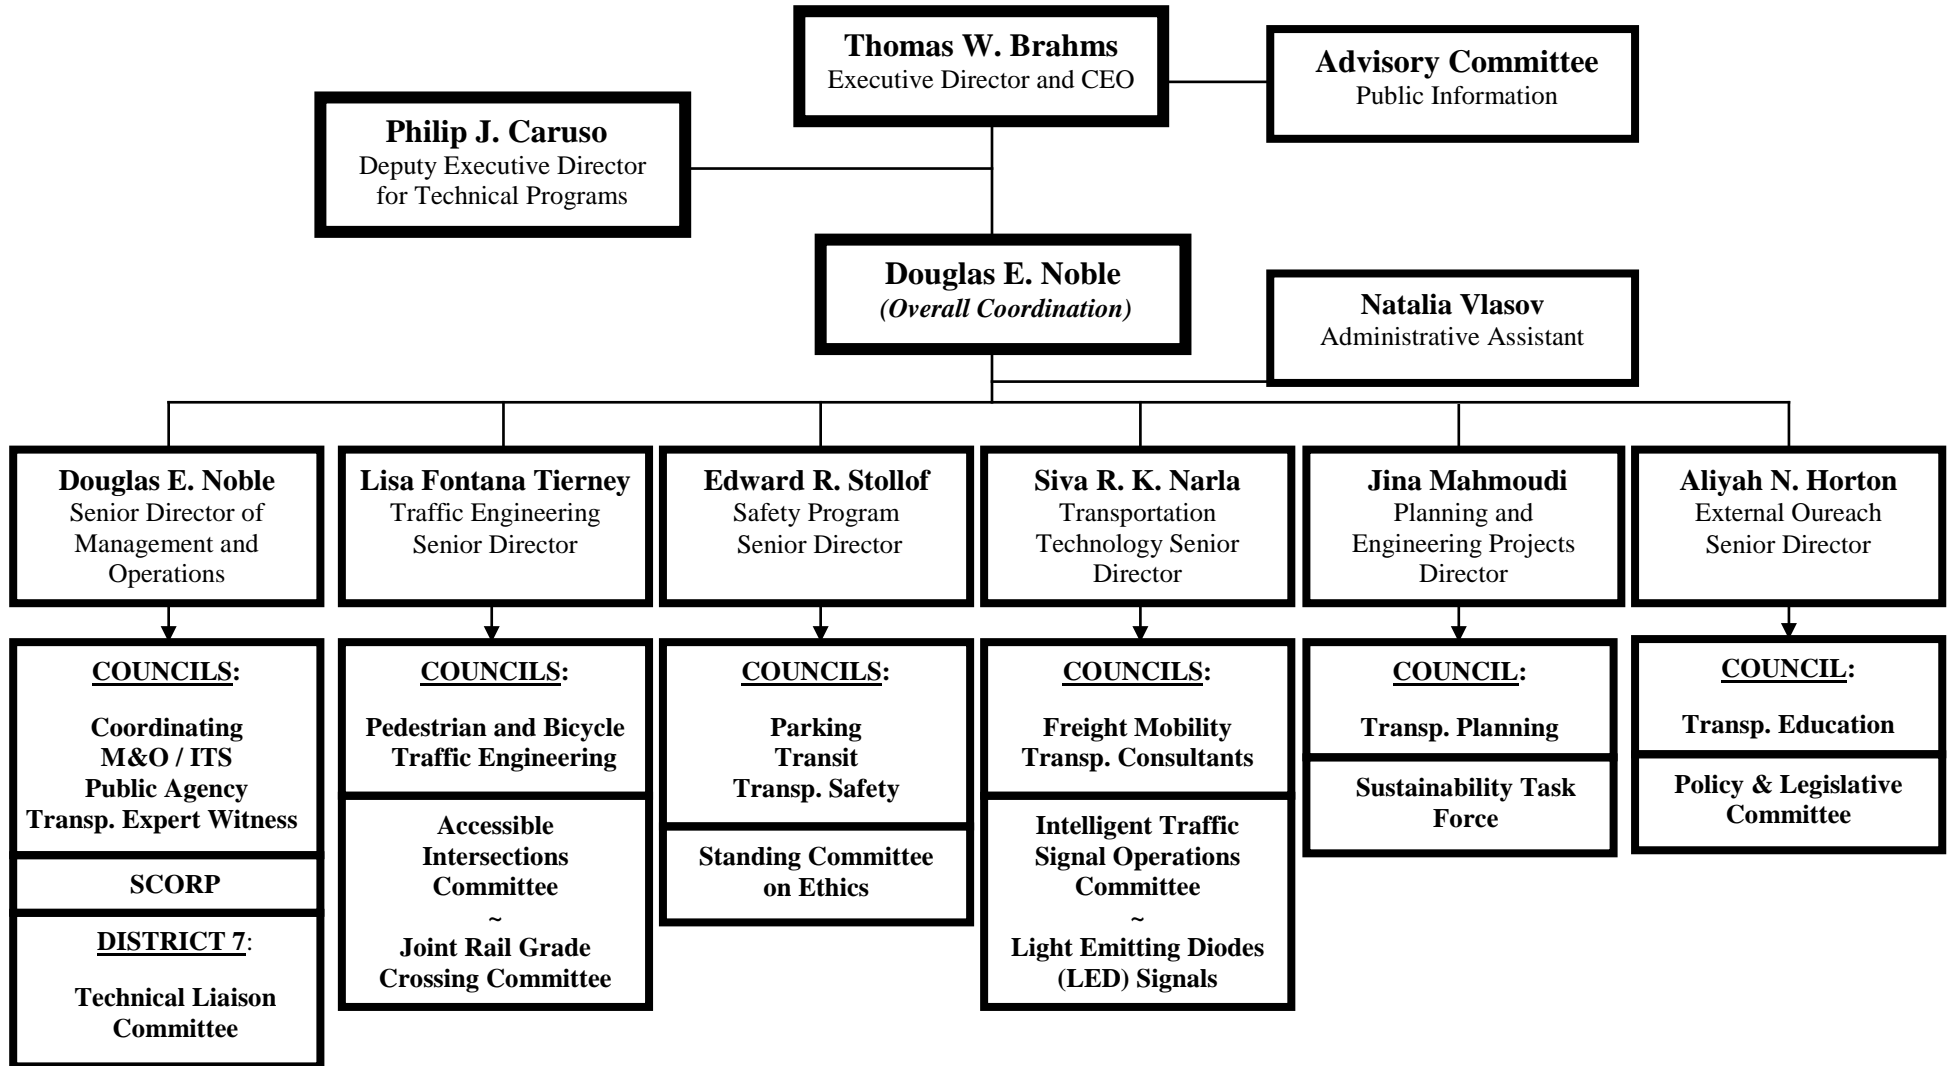 Thomas W. Brahms
Executive Director and CEO
Advisory Committee
Public Information
Philip J. Caruso
Deputy Executive Director
for Technical Programs
Douglas E. Noble
(Overall Coordination)
Natalia Vlasov
Administrative Assistant
Douglas E. Noble
Senior Director of
Management and
Operations
Lisa Fontana Tierney
Traffic Engineering
Senior Director
Edward R. Stollof
Safety Program
Senior Director
Siva R. K. Narla
Transportation
Technology Senior
Director
Jina Mahmoudi
Planning and
Engineering Projects
Director
Aliyah N. Horton
External Oureach
Senior Director
COUNCILS:
Coordinating
M&O / ITS
Public Agency
Transp. Expert Witness
SCORP
DISTRICT 7:
Technical Liaison
Committee
COUNCILS:
Pedestrian and Bicycle
Traffic Engineering
Accessible
Intersections
Committee
~
Joint Rail Grade
Crossing Committee
COUNCILS:
Parking
Transit
Transp. Safety
Standing Committee
on Ethics
COUNCILS:
Freight Mobility
Transp. Consultants
Intelligent Traffic
Signal Operations
Committee
~
Light Emitting Diodes
(LED) Signals
COUNCIL:
Transp. Planning
Sustainability Task
Force
COUNCIL:
Transp. Education
Policy & Legislative
Committee